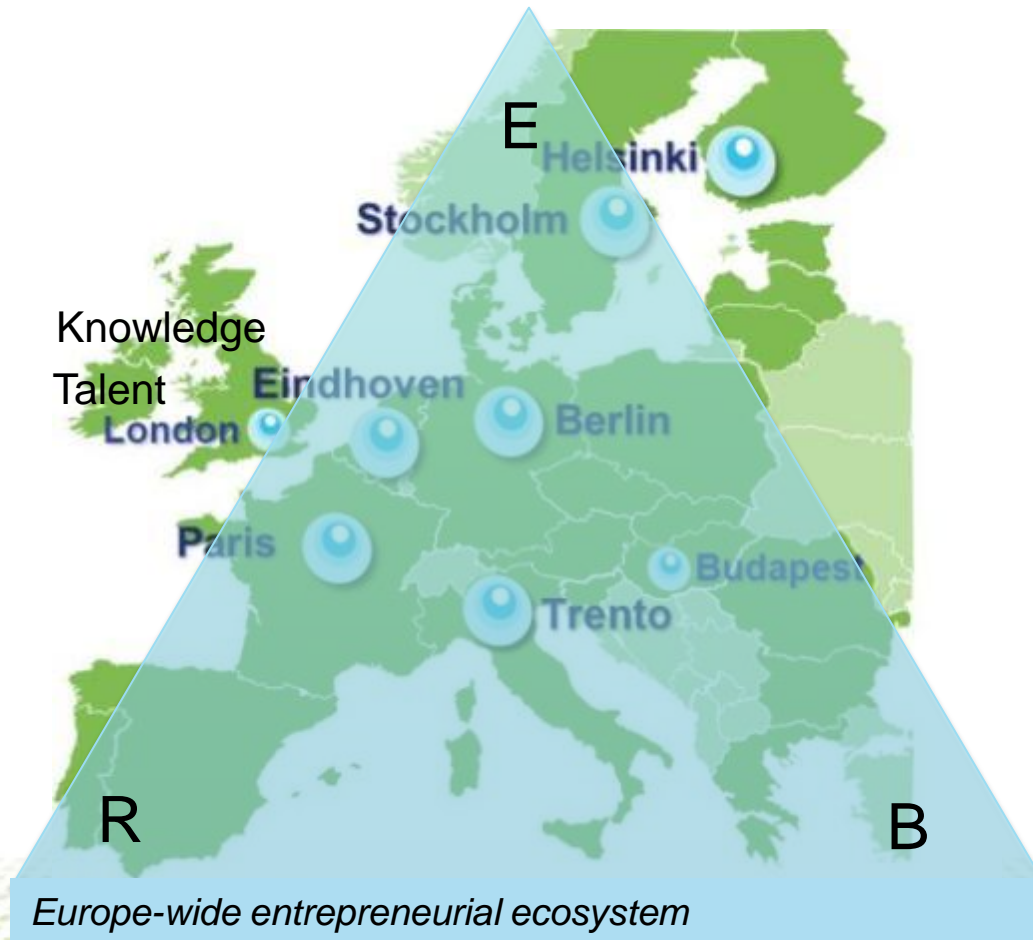 E
Helsinki
Stockholm
Knowledge
Talent
Eindhoven
London
Berlin
Paris
Budapest
Trento
R
B
Europe-wide entrepreneurial ecosystem